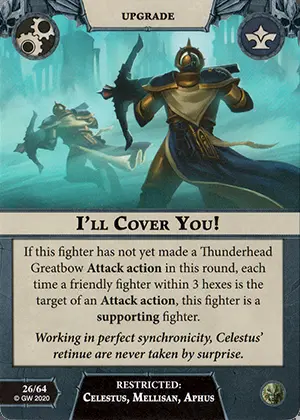 UPGRADE
I'll Cover You!
If this fighter has not yet made a Thunderhead
Greatbow Attack action in this round, each
time a friendly fighter within 3 hexes is the
target of an Attack action, this fighter is a
supporting fighter.
Working in perfect synchronicity, Celestus’
retinue are never taken by surprise.
26/64
© GW 2020
RESTRICTED:
Celestus, Mellisan, Aphus